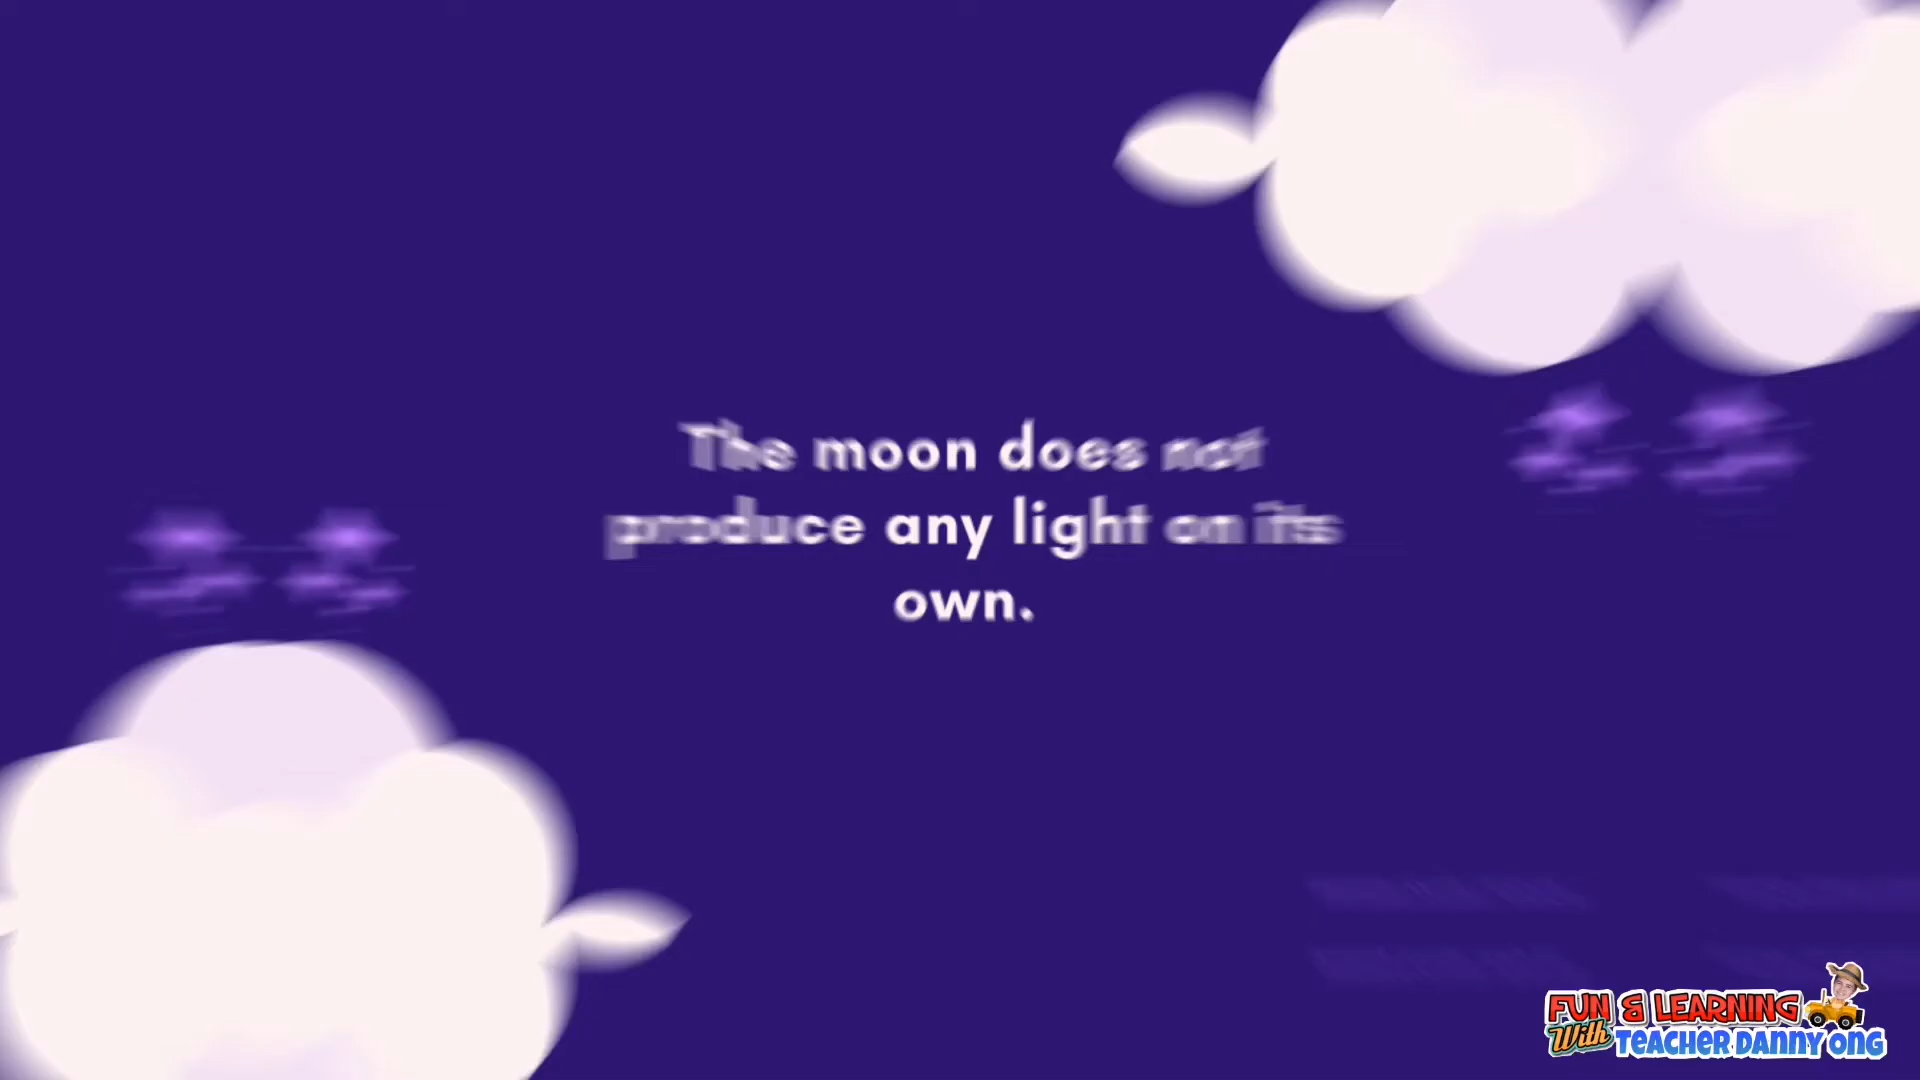 The moon does not
produce any light on its
own.
FUN & LEARNING
With TEACHER DANNY ONG